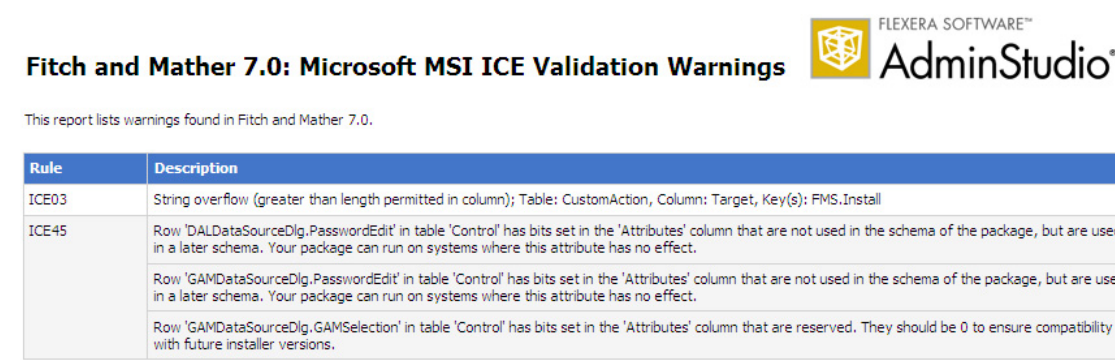 FLEXERA SOFTWARE™
AdminStudio
Fitch and Mather 7.0: Microsoft MSI ICE Validation Warnings
This report lists warnings found in Fitch and Mather 7.0.
Rule Description
ICE03 String overflow (greater than length permitted in column); Table: CustomAction, Column: Target, Key(s): FMS.Install
ICE45 Row 'DALDataSourceDlg.PasswordEdit' in table 'Control' has bits set in the 'Attributes' column that are not used in the schema of the package, but are use
in a later schema. Your package can run on systems where this attribute has no effect.
Row 'GAMDataSourceDlg.PasswordEdit' in table 'Control' has bits set in the 'Attributes' column that are not used in the schema of the package, but are use
in a later schema. Your package can run on systems where this attribute has no effect.
Row 'GAMDataSourceDlg.GAMSelection' in table 'Control' has bits set in the 'Attributes' column that are reserved. They should be 0 to ensure compatibility
with future installer versions.